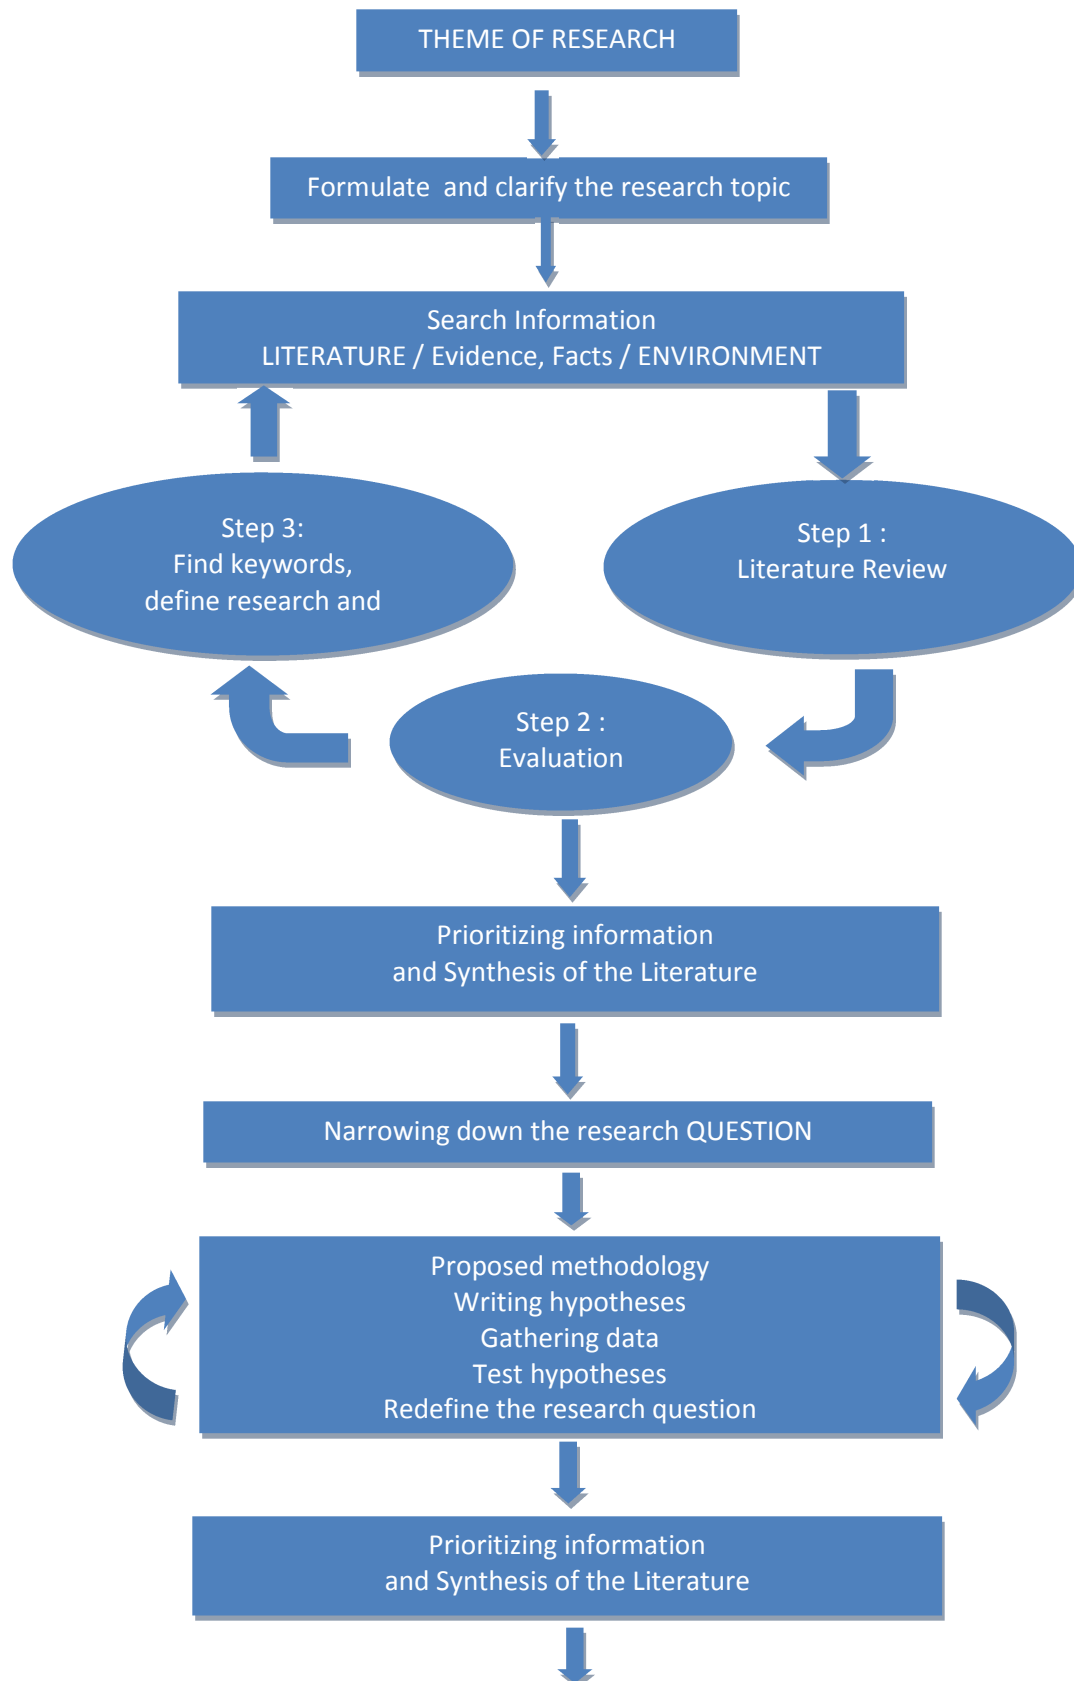 THEME OF RESEARCH
Formulate  and clarify the research topic
Search Information
LITERATURE / Evidence, Facts / ENVIRONMENT
Step 3:
Find keywords,
define research and
Step 1 :
Literature Review
Step 2 :
Evaluation
Prioritizing information
and Synthesis of the Literature
Narrowing down the research QUESTION
Proposed methodology
Writing hypotheses
Gathering data
Test hypotheses
Redefine the research question
Prioritizing information
and Synthesis of the Literature